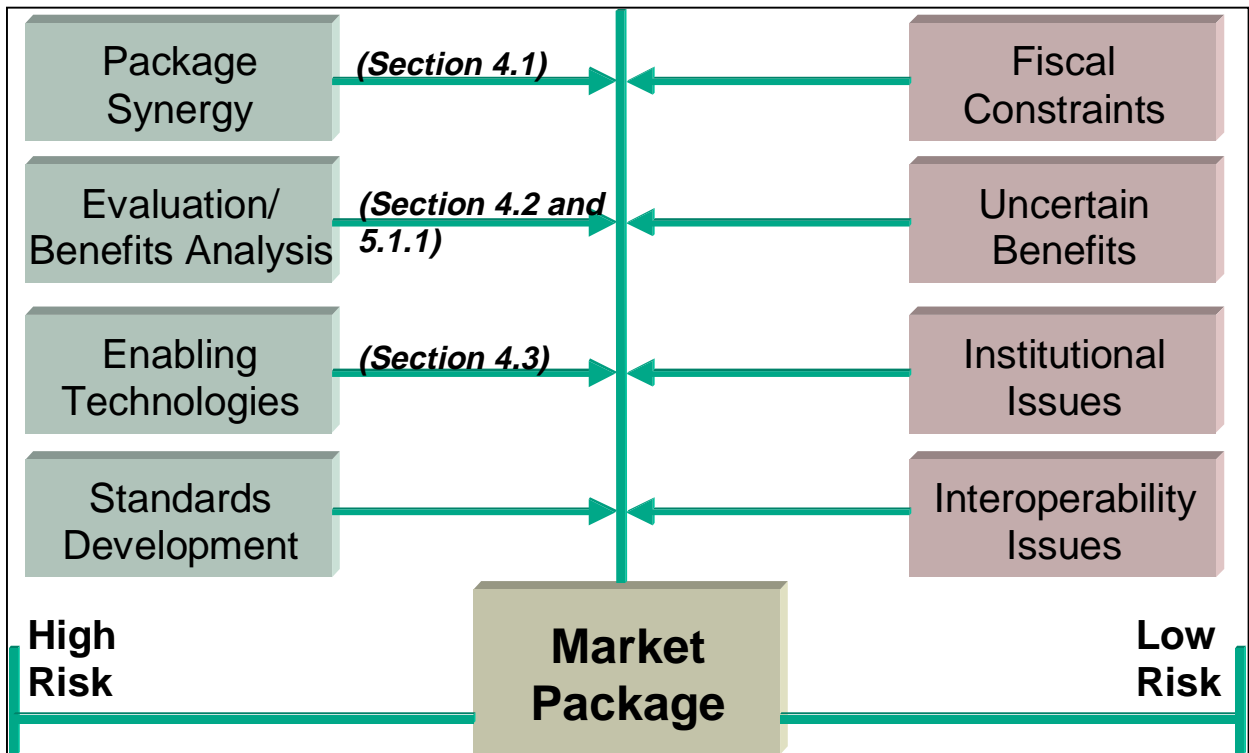 Package
Synergy
(Section 4.1)
Fiscal
Constraints
Evaluation/
Benefits Analysis
(Section 4.2 and
5.1.1)
Uncertain
Benefits
Enabling
Technologies
(Section 4.3)
Institutional
Issues
Standards
Development
Interoperability
Issues
High
Risk
Market
Package
Low
Risk